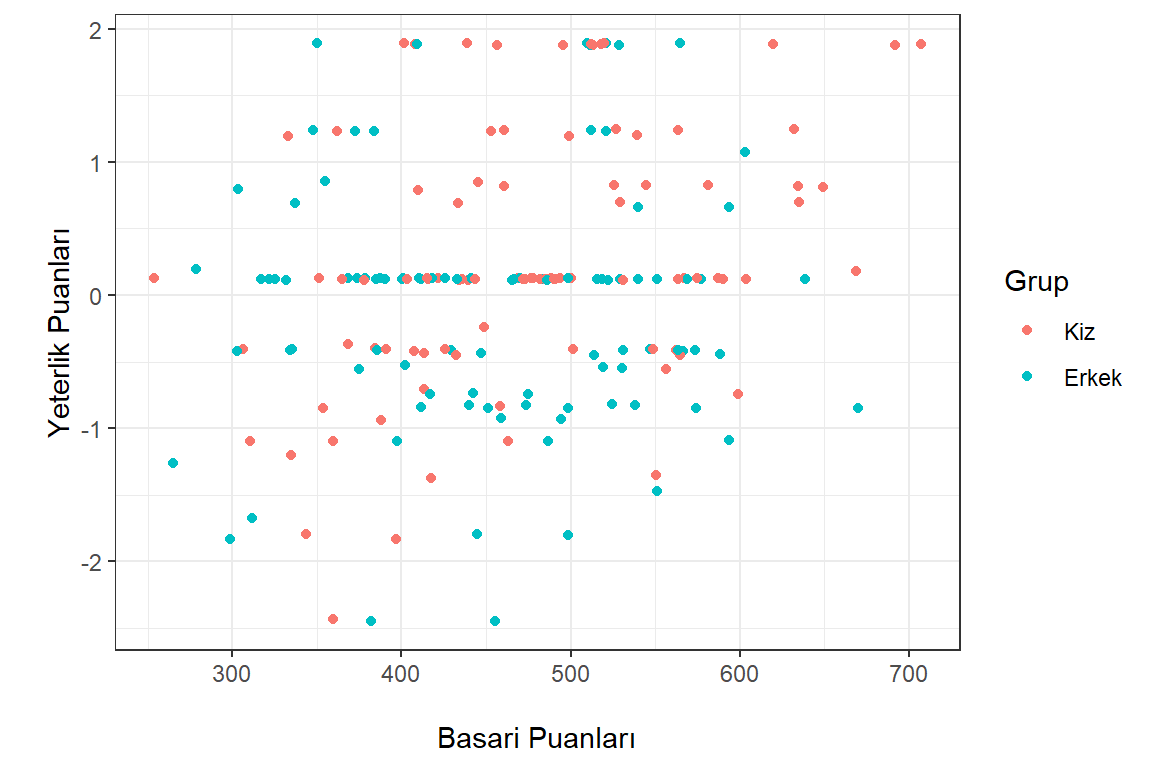 Yeterlik Puanları
2
1
0
-1
-2
300 400 500 600 700
Basari Puanları
Grup
Kiz
Erkek